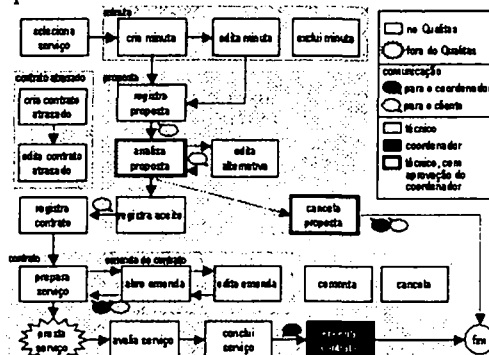 minuta
seleciona
serviço
cria minuta
edita minuta
exclui minuta
no Qualitas
fora do Qualitas
comunicação
para o coordenador
para o cliente
técnico
coordenador
técnico, com
aprovação do
coordenador
contrato atrasado
cria contrato
atrazado
edita contrato
atrazado
proposta
registra
proposta
analisa
proposta
edita
alternativa
registra
contrato
registra aceite
cancela
proposta
contrato
emenda de contrato
prepara
serviço
abre emenda
edita emenda
comenta
cancela
presta
serviço
avalia serviço
conclui
serviço
fim